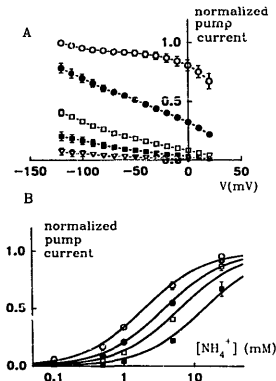 A
normalized
pump
current
1.0
0.5
−150
−100
−50
0
50
V(mV)
B
normalized
pump
current
1.0
0.5
0.0
0.1
1
10
[NH4+] (mM)